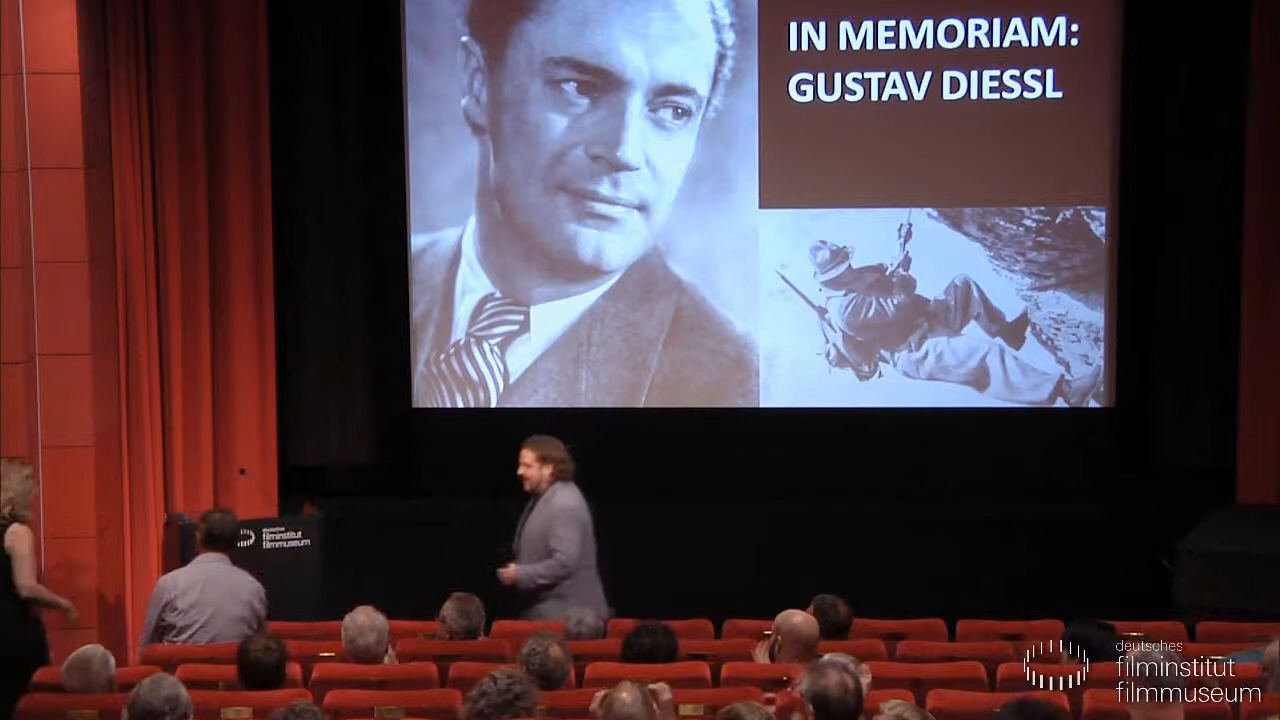 IN MEMORIAM:
GUSTAV DIESSL
deutsches
filminstitut
filmmuseum
deutsches
filminstitut
filmmuseum